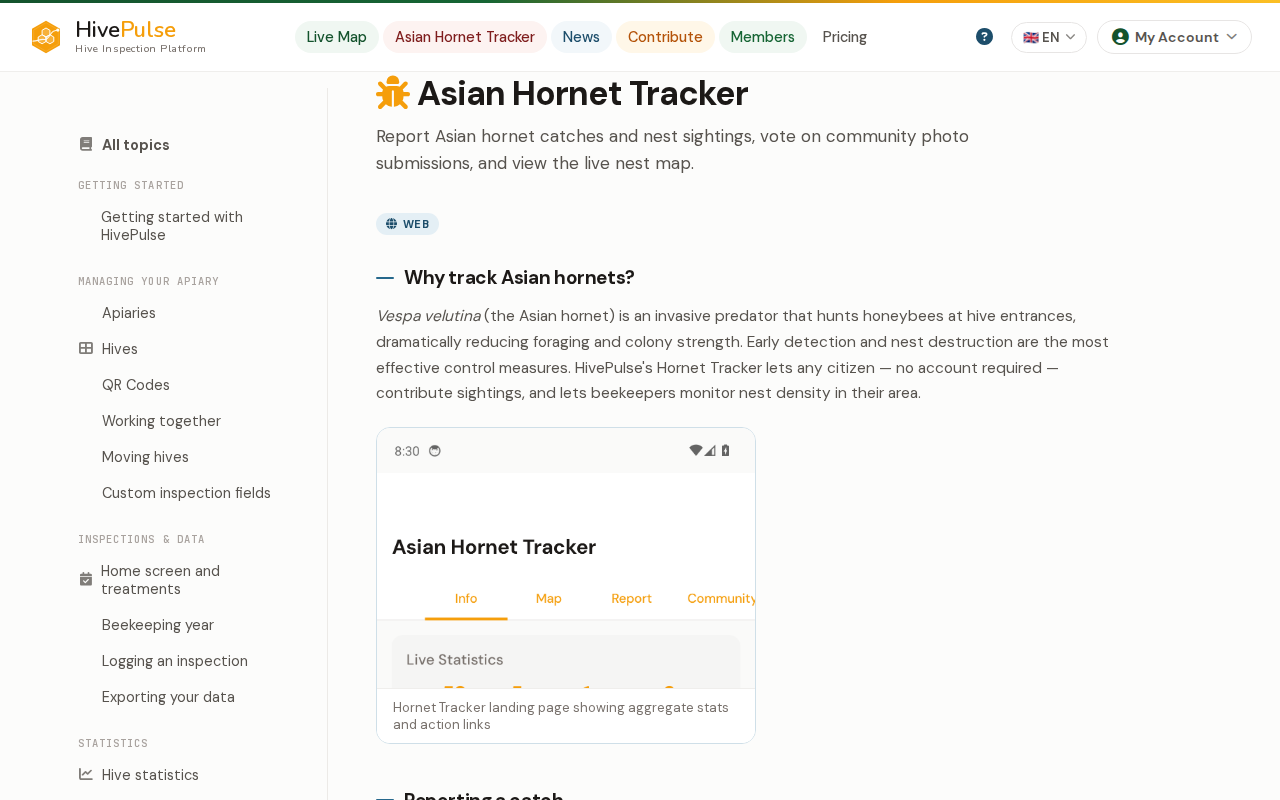 HivePulse
Hive Inspection Platform
Live Map
Asian Hornet Tracker
News
Contribute
Members
Pricing
?
EN
My Account
All topics
GETTING STARTED
Getting started with
HivePulse
MANAGING YOUR APIARY
Apiaries
Hives
QR Codes
Working together
Moving hives
Custom inspection fields
INSPECTIONS & DATA
Home screen and
treatments
Beekeeping year
Logging an inspection
Exporting your data
STATISTICS
Hive statistics
Asian Hornet Tracker
Report Asian hornet catches and nest sightings, vote on community photo
submissions, and view the live nest map.
WEB
Why track Asian hornets?
Vespa velutina (the Asian hornet) is an invasive predator that hunts honeybees at hive entrances,
dramatically reducing foraging and colony strength. Early detection and nest destruction are the most
effective control measures. HivePulse's Hornet Tracker lets any citizen — no account required —
contribute sightings, and lets beekeepers monitor nest density in their area.
8:30
Asian Hornet Tracker
Info
Map
Report
Community
Live Statistics
Hornet Tracker landing page showing aggregate stats
and action links
Reporting a catch